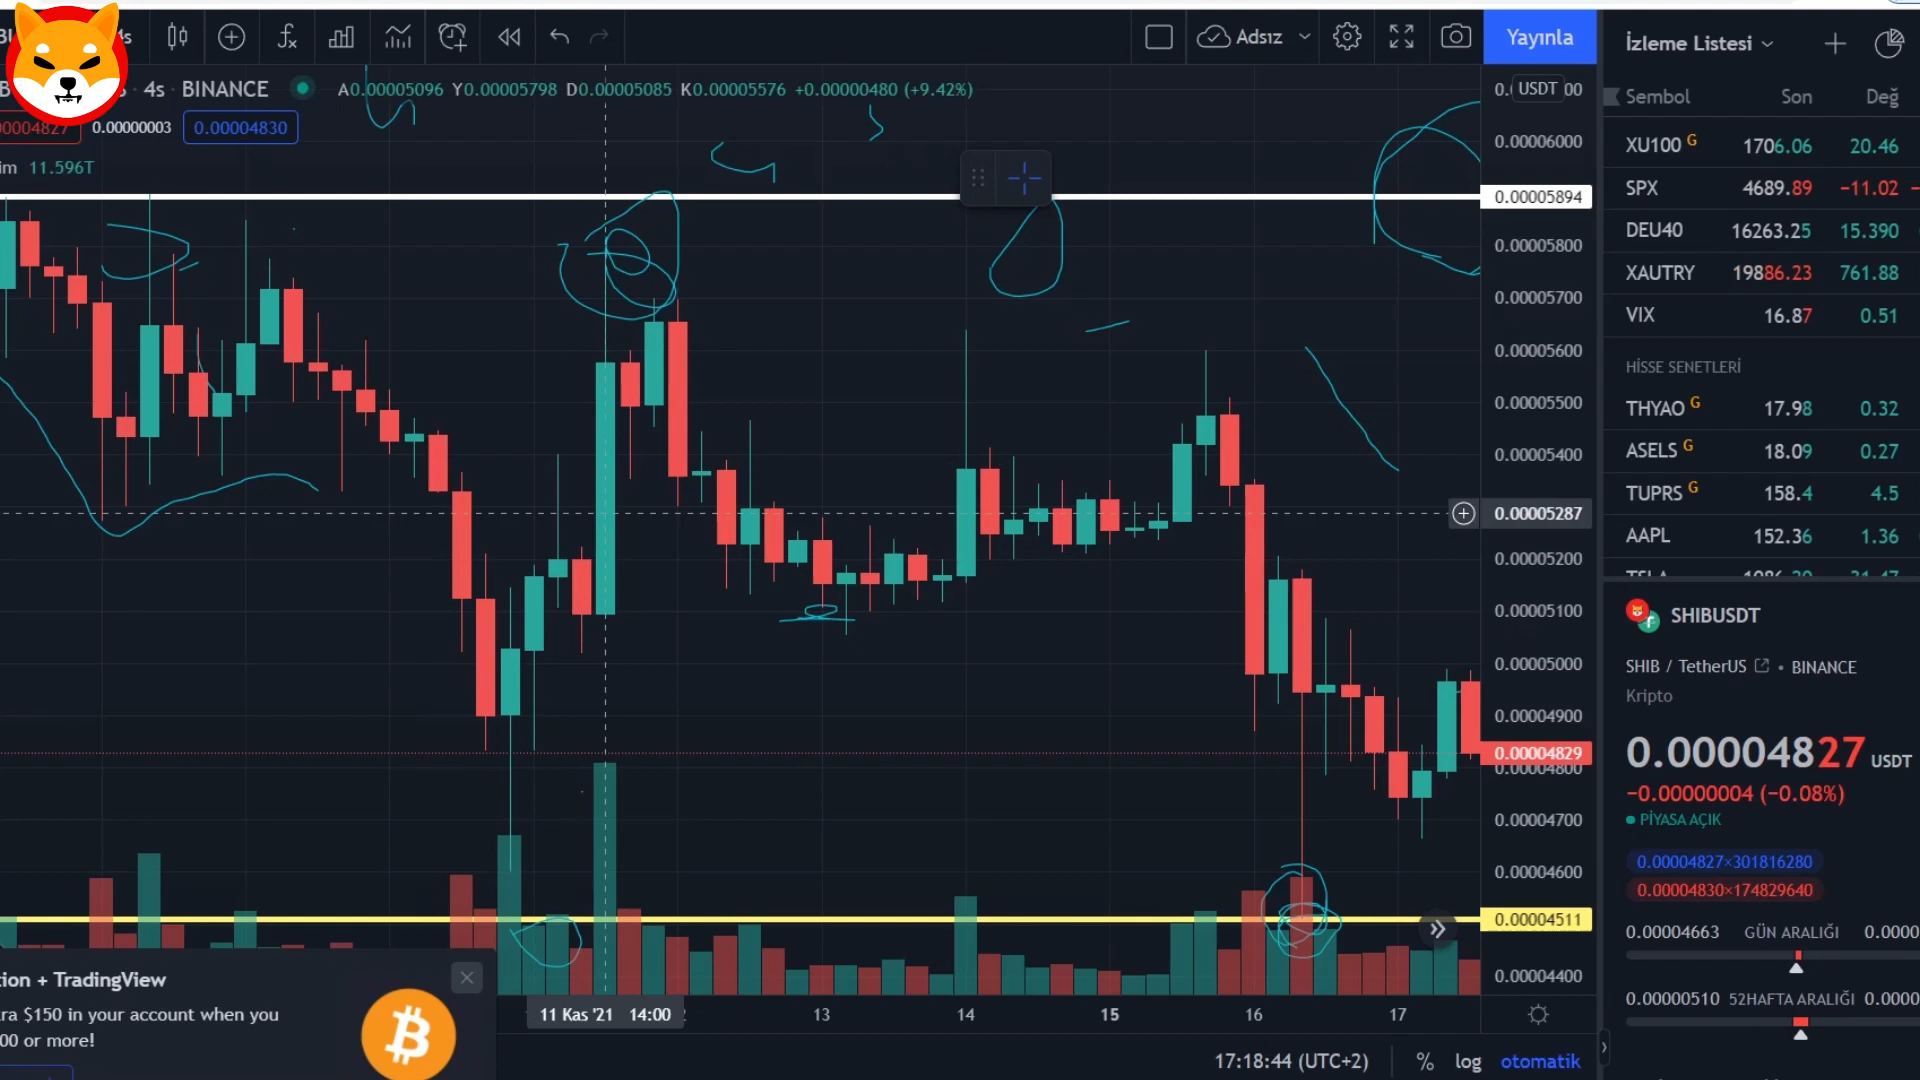 Adsız
Yayınla
İzleme Listesi
4s · BINANCE
A0.00005096 Y0.00005798 D0.00005085 K0.00005576 +0.00000480 (+9.42%)
0.00000003
0.00004830
11.596T
USDT
Sembol Son Değ
XU100 G 1706.06 20.46
SPX 4689.89 −11.02
DEU40 16263.25 15.390
XAUTRY 19886.23 761.88
VIX 16.87 0.51
HİSSE SENETLERİ
THYAO G 17.98 0.32
ASELS G 18.09 0.27
TUPRS G 158.4 4.5
AAPL 152.36 1.36
0.00006000
0.00005894
0.00005800
0.00005700
0.00005600
0.00005500
0.00005400
0.00005287
0.00005200
0.00005100
0.00005000
0.00004900
0.00004829
0.00004800
0.00004700
0.00004600
0.00004511
0.00004400
SHIBUSDT
SHIB / TetherUS • BINANCE
Kripto
0.00004827 USDT
−0.00000004 (−0.08%)
PİYASA AÇIK
0.00004827×301816280
0.00004830×174829640
0.00004663 GÜN ARALIĞI
0.00000510 52HAFTA ARALIĞI
+ TradingView
$150 in your account when you
or more!
11 Kas '21 14:00
13 14 15 16 17
17:18:44 (UTC+2) % log otomatik